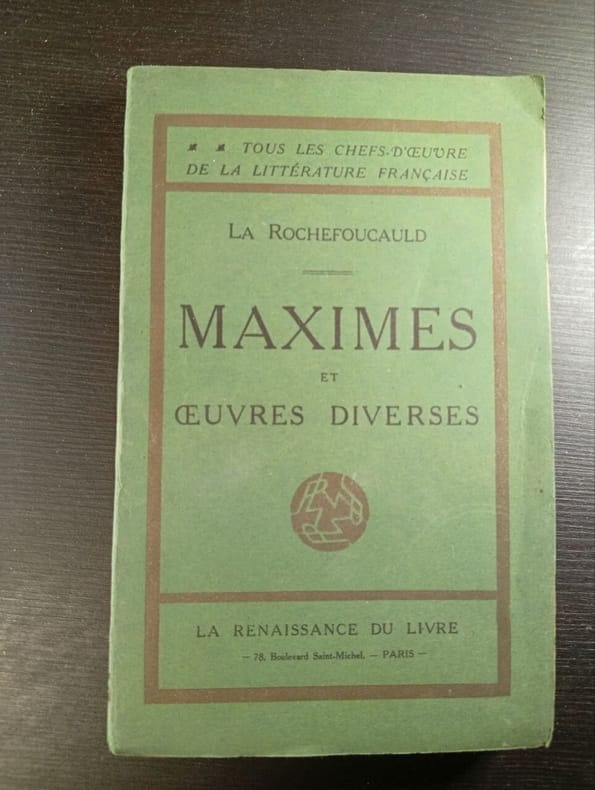 TOUS LES CHEFS-D'ŒUVRE
DE LA LITTÉRATURE FRANÇAISE
LA ROCHEFOUCAULD
MAXIMES
ET
ŒUVRES DIVERSES
LA RENAISSANCE DU LIVRE
— 78, Boulevard Saint-Michel, — PARIS —